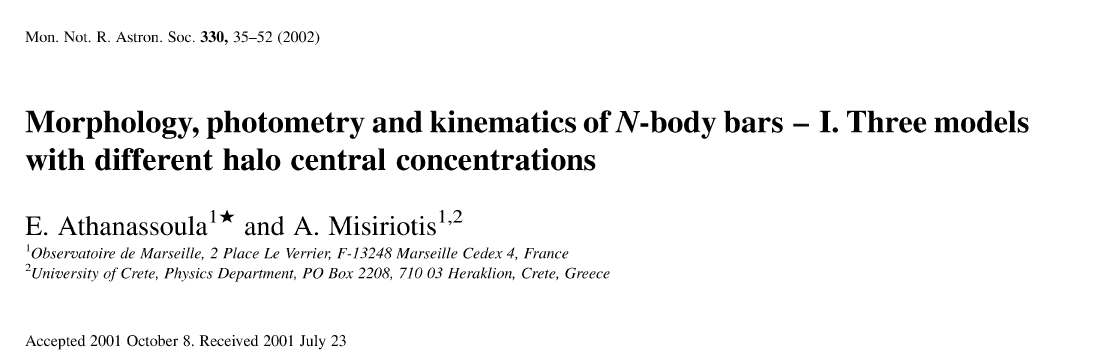 Mon. Not. R. Astron. Soc. 330, 35–52 (2002)
Morphology, photometry and kinematics of N-body bars – I. Three models
with different halo central concentrations
E. Athanassoula1★ and A. Misiriotis1,2
1Observatoire de Marseille, 2 Place Le Verrier, F-13248 Marseille Cedex 4, France
2University of Crete, Physics Department, PO Box 2208, 710 03 Heraklion, Crete, Greece
Accepted 2001 October 8. Received 2001 July 23